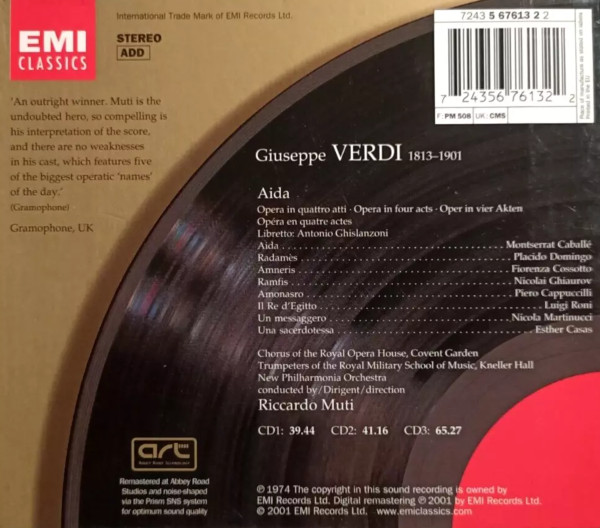 International Trade Mark of EMI Records Ltd.
EMI
CLASSICS
STEREO
ADD
7243 5 67613 2 2
7 24356 76132 2
F: PM 508 UK: CMS
'An outright winner. Muti is the
undoubted hero, so compelling is
his interpretation of the score,
and there are no weaknesses
in his cast, which features five
of the biggest operatic 'names'
of the day.'
(Gramophone)
Gramophone, UK
Giuseppe VERDI 1813–1901
Aida
Opera in quattro atti · Opera in four acts · Oper in vier Akten
Opéra en quatre actes
Libretto: Antonio Ghislanzoni
Aida . . . . . Montserrat Caballé
Radamès . . . . . Placido Domingo
Amneris . . . . . Fiorenza Cossotto
Ramfis . . . . . Nicolai Ghiaurov
Amonasro . . . . . Piero Cappuccilli
Il Re d'Egitto . . . . . Luigi Roni
Un messaggero . . . . . Nicola Martinucci
Una sacerdotessa . . . . . Esther Casas
Chorus of the Royal Opera House, Covent Garden
Trumpeters of the Royal Military School of Music, Kneller Hall
New Philharmonia Orchestra
conducted by/Dirigent/direction
Riccardo Muti
CD1: 39.44 CD2: 41.16 CD3: 65.27
art
ABBEY ROAD TECHNOLOGY
Remastered at Abbey Road
Studios and noise-shaped
via the Prism SNS system
for optimum sound quality
℗ 1974 The copyright in this sound recording is owned by
EMI Records Ltd. Digital remastering ℗ 2001 by EMI Records Ltd.
© 2001 EMI Records Ltd. www.emiclassics.com